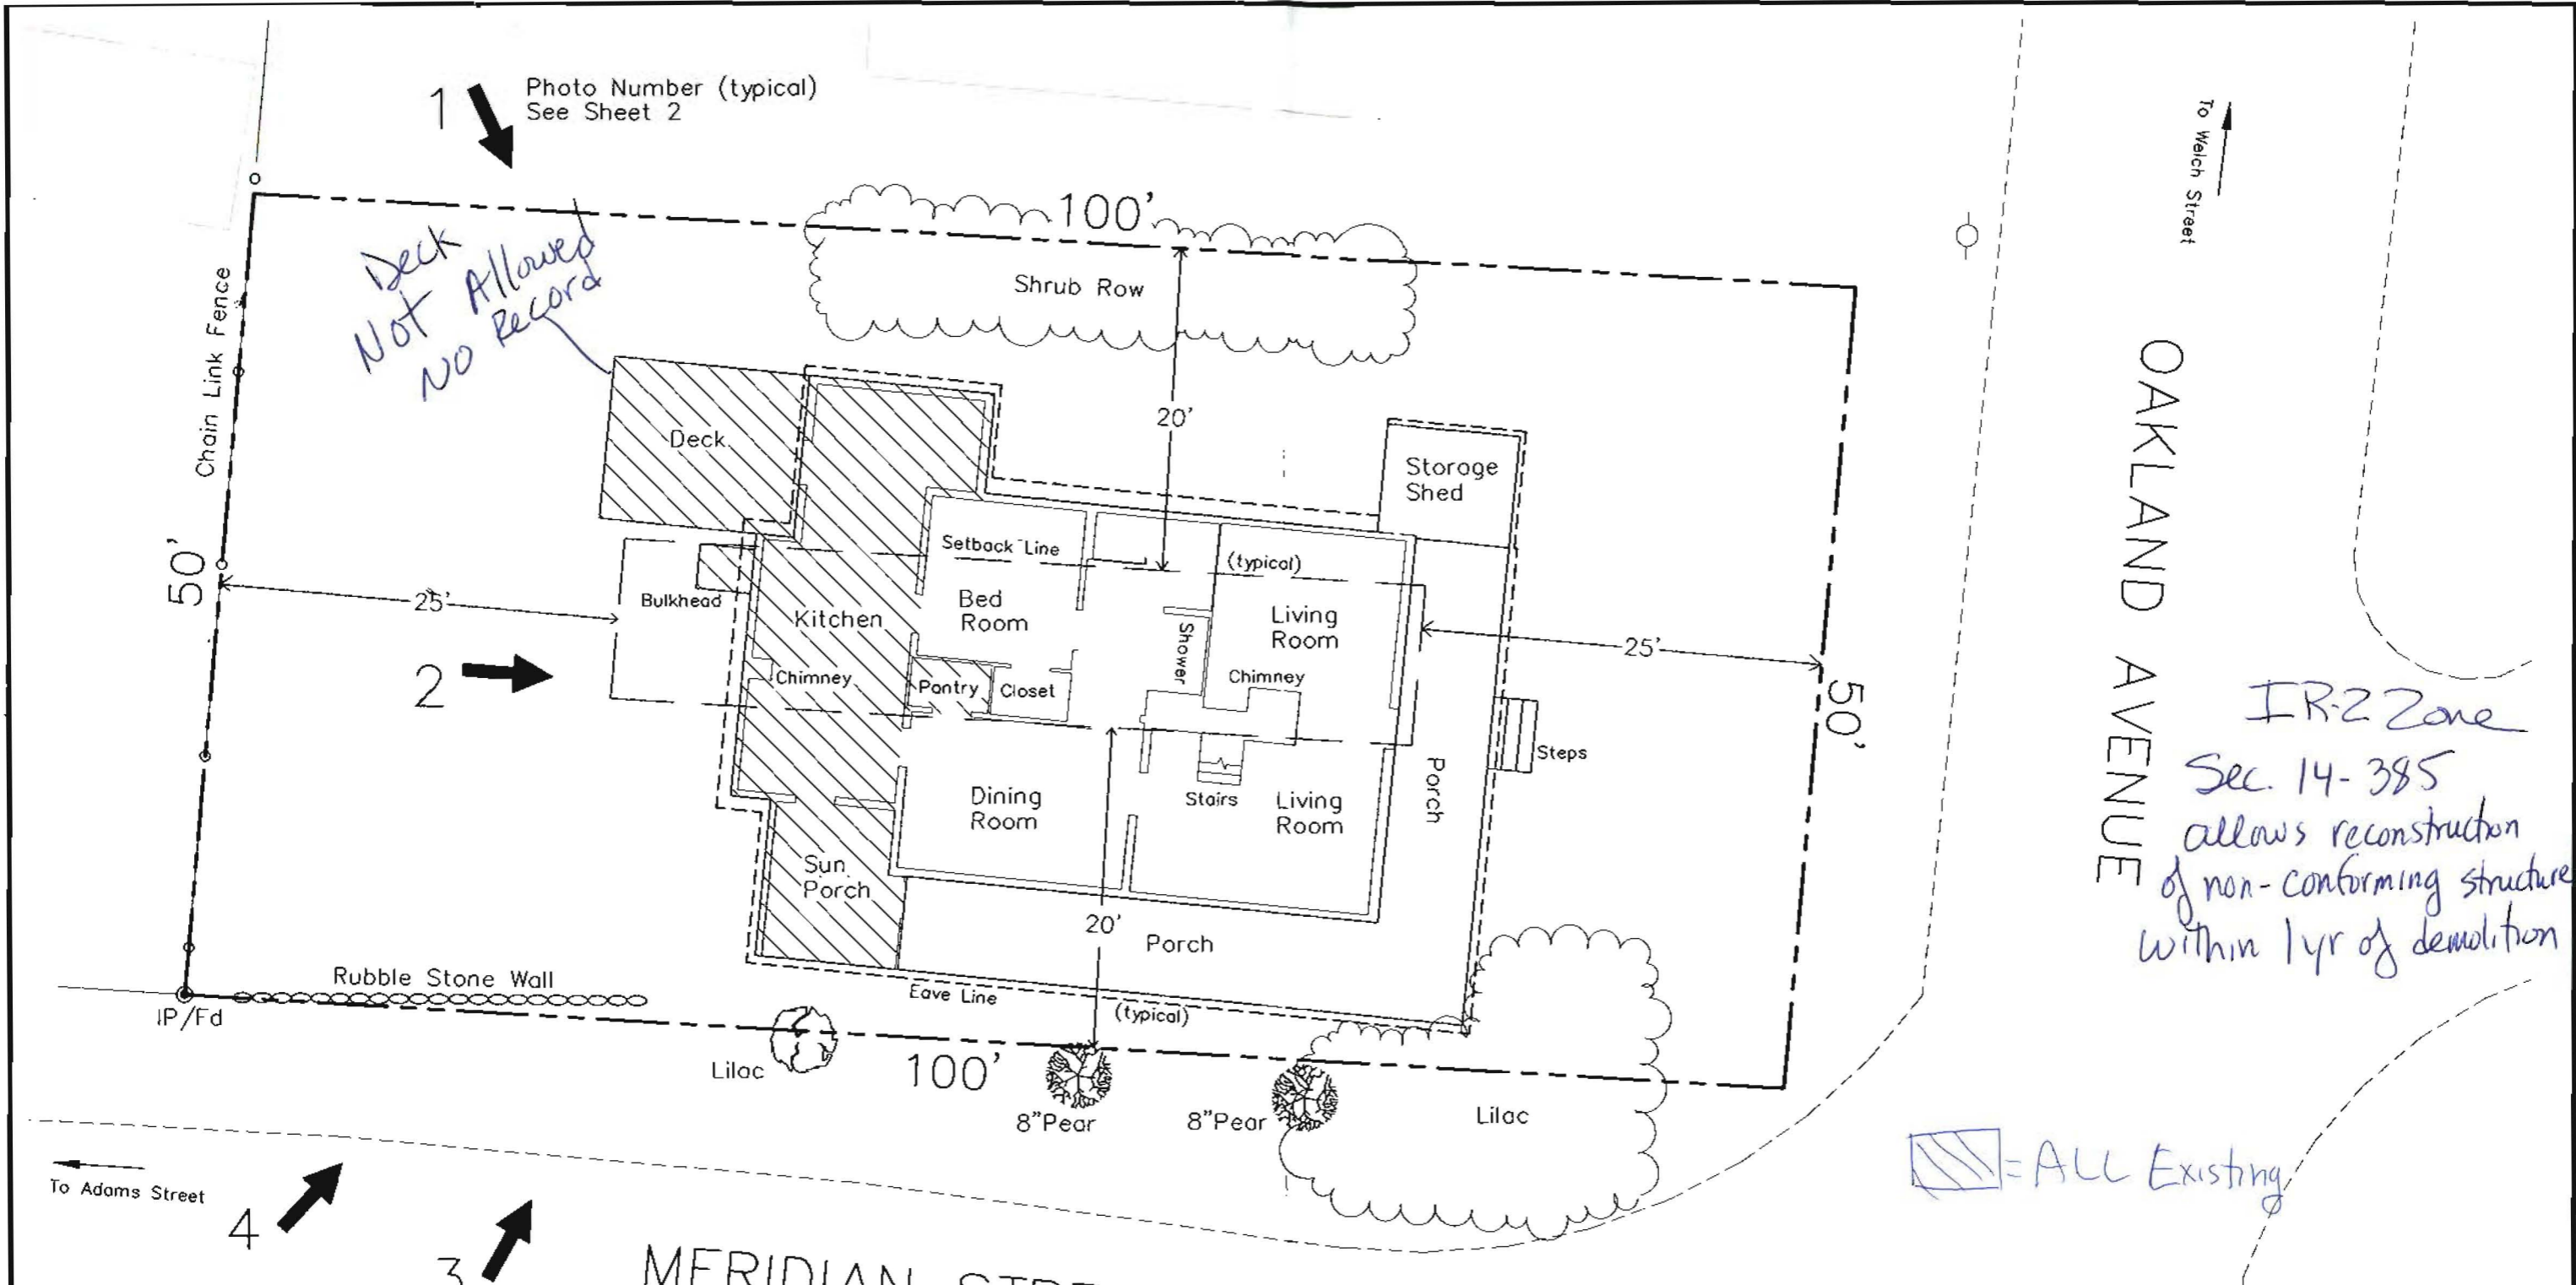 1
Photo Number (typical)
See Sheet 2
To Welch Street
100'
Deck
Not Allowed
No Record
Shrub Row
Chain Link Fence
OAKLAND AVENUE
Deck
20'
Storage
Shed
Setback Line
(typical)
50'
25'
Bulkhead
Kitchen
Bed
Room
Shower
Living
Room
25'
2
Chimney
Pantry
Closet
Chimney
50'
IR-2 Zone
Sec. 14-385
allows reconstruction
of non-conforming structure
within 1 yr of demolition
Steps
Porch
Dining
Room
Stairs
Living
Room
Sun
Porch
20'
Porch
Rubble Stone Wall
Eave Line
(typical)
IP/Fd
Lilac
100'
8"Pear
8"Pear
Lilac
= ALL Existing
To Adams Street
4
3
MERIDIAN